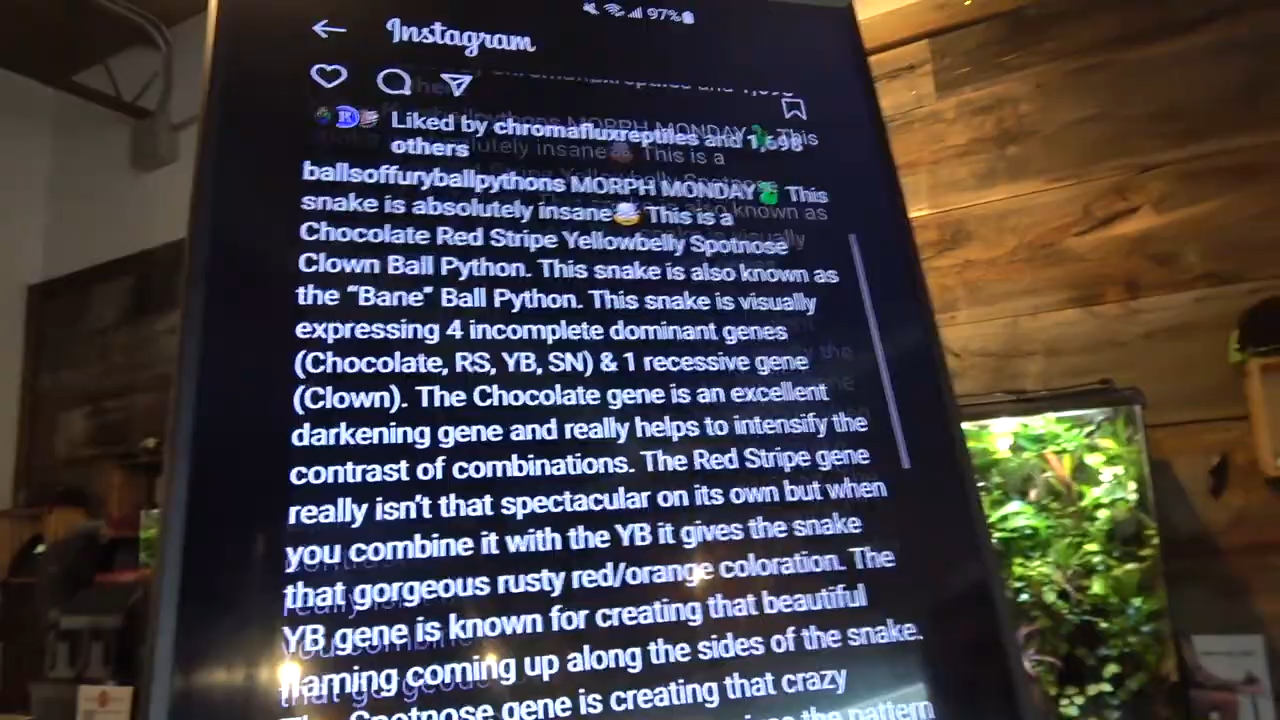 97%
Instagram
Liked by chromafluxreptiles and 1,698
others
ballsoffuryballpythons MORPH MONDAY This
snake is absolutely insane This is a
Chocolate Red Stripe Yellowbelly Spotnose
Clown Ball Python. This snake is also known as
the “Bane” Ball Python. This snake is visually
expressing 4 incomplete dominant genes
(Chocolate, RS, YB, SN) & 1 recessive gene
(Clown). The Chocolate gene is an excellent
darkening gene and really helps to intensify the
contrast of combinations. The Red Stripe gene
really isn't that spectacular on its own but when
you combine it with the YB it gives the snake
that gorgeous rusty red/orange coloration. The
YB gene is known for creating that beautiful
flaming coming up along the sides of the snake.
The Spotnose gene is creating that crazy
the pattern